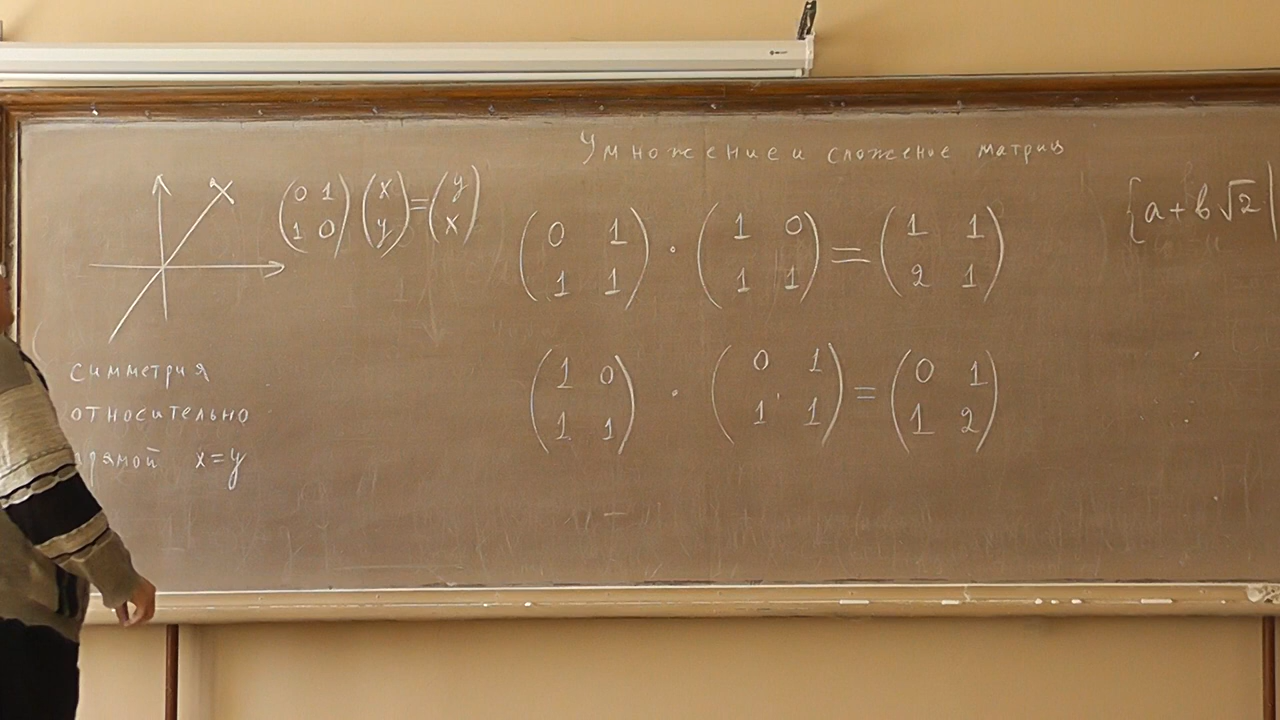 Умножение и сложение матриц
(0 1
1 0) (x
y) = (y
x)
(0 1
1 1) · (1 0
1 1) = (1 1
2 1)
(1 0
1 1) · (0 1
1 1) = (0 1
1 2)
{a + b√2 |
симметрия
относительно
прямой x = y